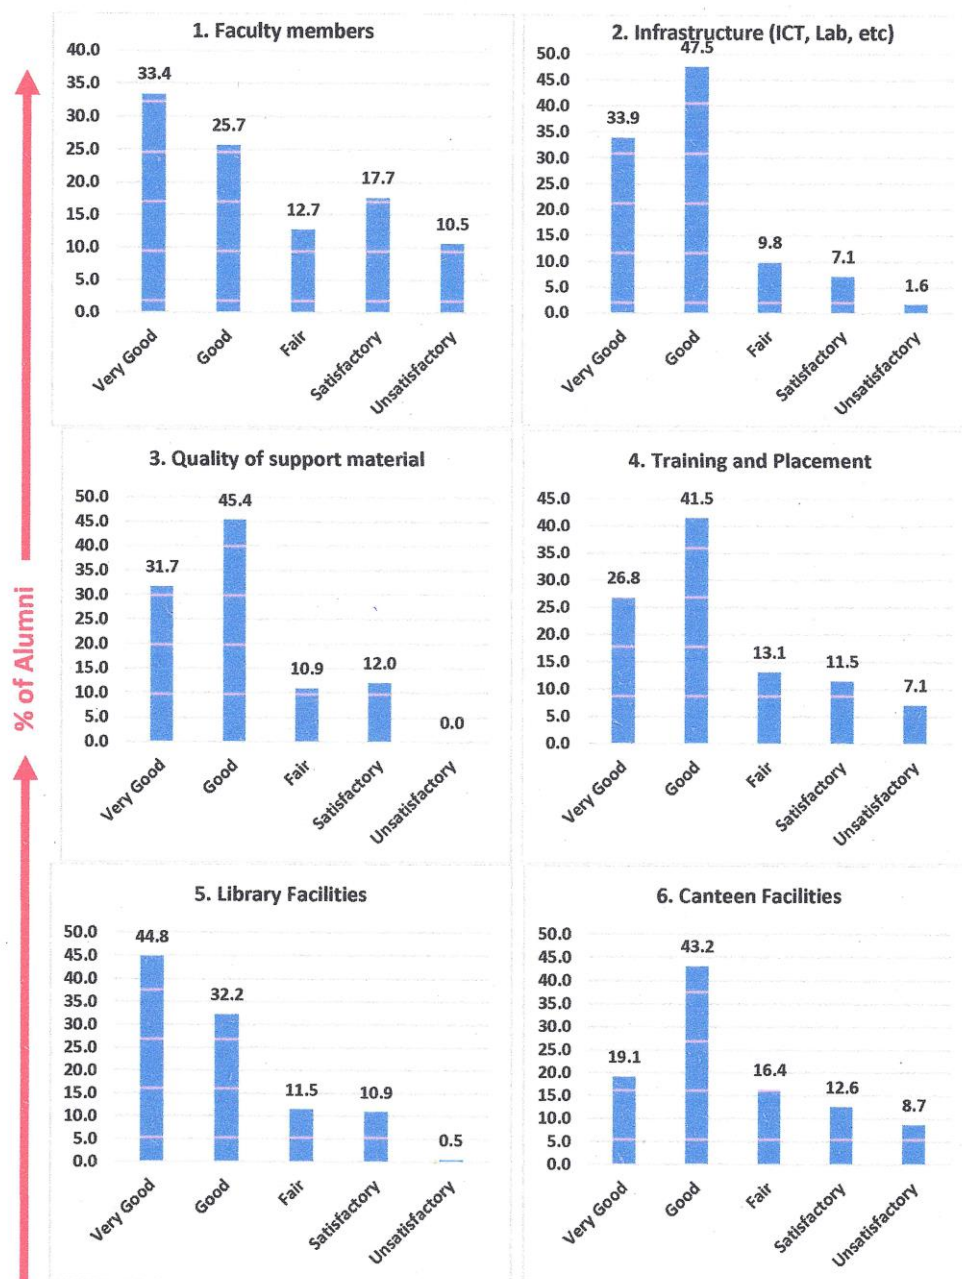 % of Alumni
1. Faculty members
40.0
35.0
30.0
25.0
20.0
15.0
10.0
5.0
0.0
33.4
25.7
12.7
17.7
10.5
Very Good
Good
Fair
Satisfactory
Unsatisfactory
2. Infrastructure (ICT, Lab, etc)
50.0
45.0
40.0
35.0
30.0
25.0
20.0
15.0
10.0
5.0
0.0
33.9
47.5
9.8
7.1
1.6
Very Good
Good
Fair
Satisfactory
Unsatisfactory
3. Quality of support material
50.0
45.0
40.0
35.0
30.0
25.0
20.0
15.0
10.0
5.0
0.0
31.7
45.4
10.9
12.0
0.0
Very Good
Good
Fair
Satisfactory
Unsatisfactory
4. Training and Placement
45.0
40.0
35.0
30.0
25.0
20.0
15.0
10.0
5.0
0.0
26.8
41.5
13.1
11.5
7.1
Very Good
Good
Fair
Satisfactory
Unsatisfactory
5. Library Facilities
50.0
45.0
40.0
35.0
30.0
25.0
20.0
15.0
10.0
5.0
0.0
44.8
32.2
11.5
10.9
0.5
Very Good
Good
Fair
Satisfactory
Unsatisfactory
6. Canteen Facilities
50.0
45.0
40.0
35.0
30.0
25.0
20.0
15.0
10.0
5.0
0.0
19.1
43.2
16.4
12.6
8.7
Very Good
Good
Fair
Satisfactory
Unsatisfactory